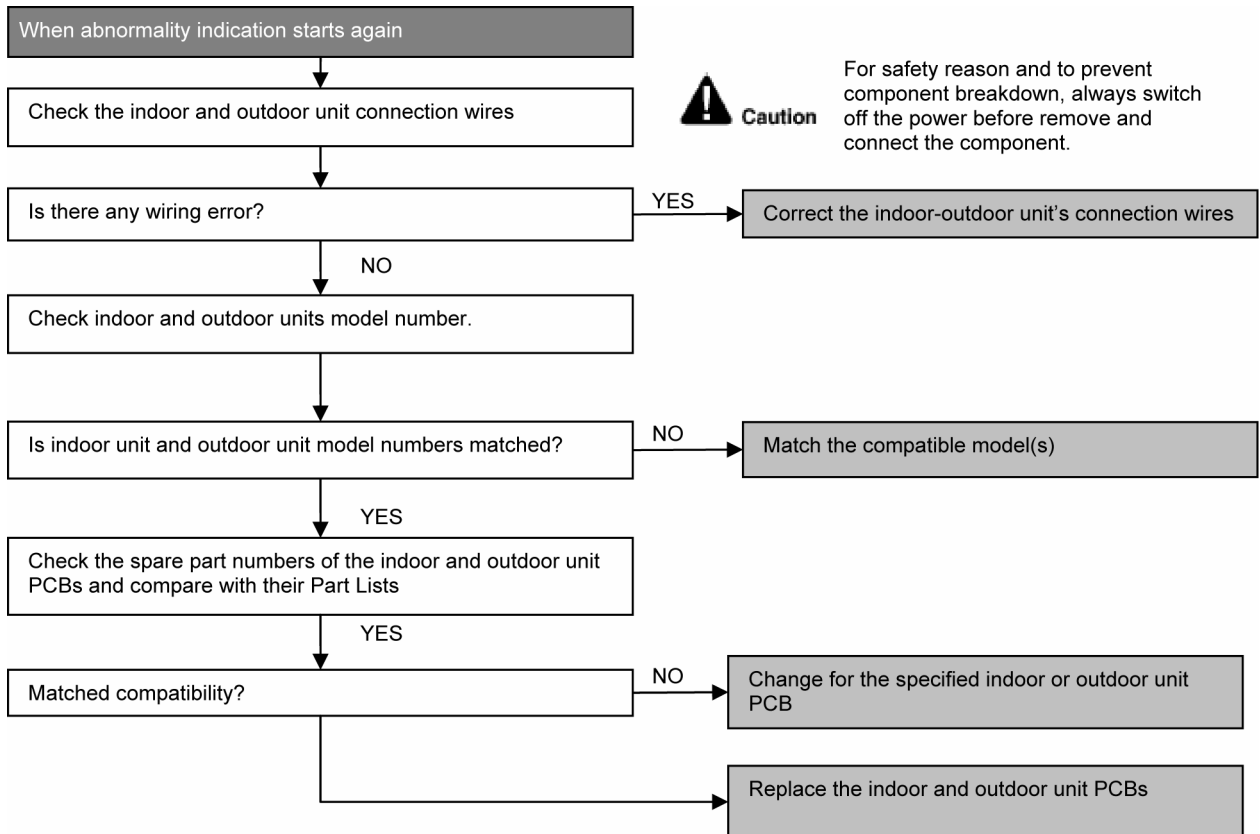 When abnormality indication starts again
Check the indoor and outdoor unit connection wires
Caution
For safety reason and to prevent
component breakdown, always switch
off the power before remove and
connect the component.
Is there any wiring error?
YES
Correct the indoor-outdoor unit's connection wires
NO
Check indoor and outdoor units model number.
Is indoor unit and outdoor unit model numbers matched?
NO
Match the compatible model(s)
YES
Check the spare part numbers of the indoor and outdoor unit
PCBs and compare with their Part Lists
YES
Matched compatibility?
NO
Change for the specified indoor or outdoor unit
PCB
Replace the indoor and outdoor unit PCBs